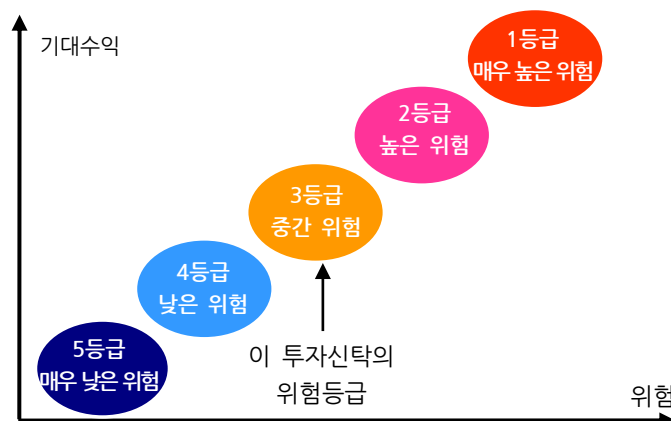 기대수익
1등급
매우 높은 위험
2등급
높은 위험
3등급
중간 위험
4등급
낮은 위험
5등급
매우 낮은 위험
이 투자신탁의
위험등급
위험